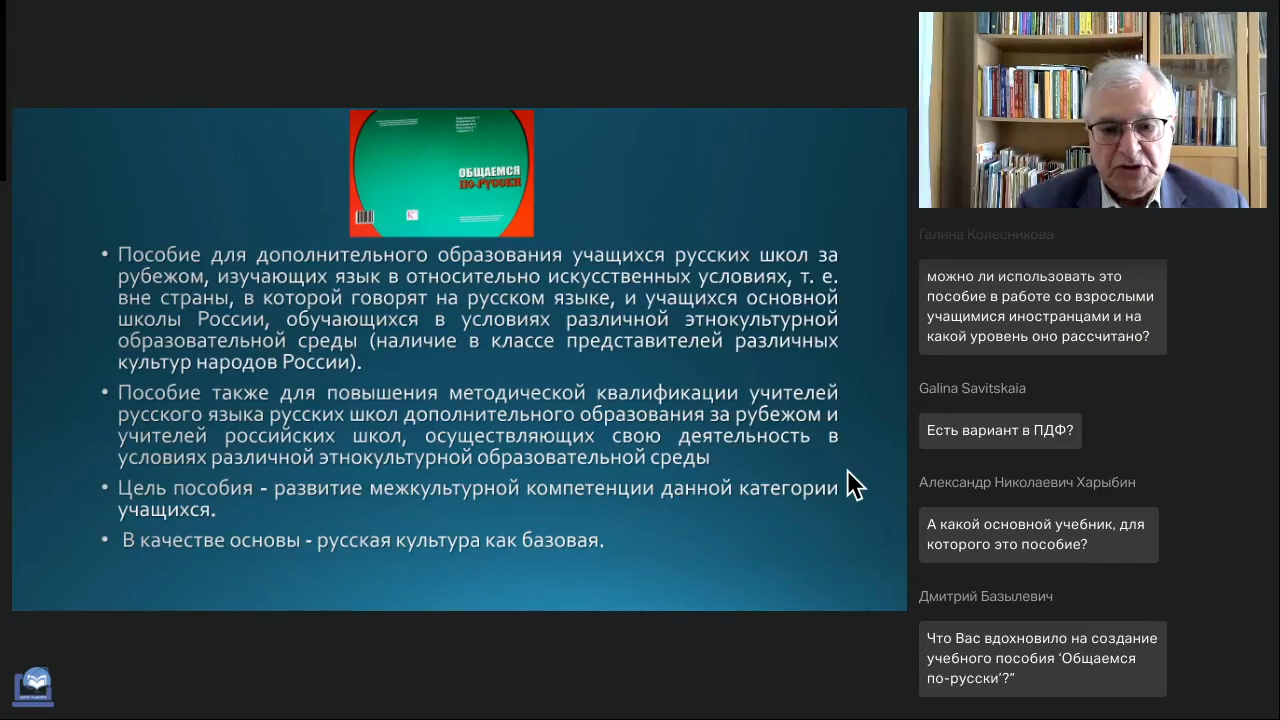 ОБЩАЕМСЯ
ПО-РУССКИ
• Пособие для дополнительного образования учащихся русских школ за
рубежом, изучающих язык в относительно искусственных условиях, т. е.
вне страны, в которой говорят на русском языке, и учащихся основной
школы России, обучающихся в условиях различной этнокультурной
образовательной среды (наличие в классе представителей различных
культур народов России).
• Пособие также для повышения методической квалификации учителей
русского языка русских школ дополнительного образования за рубежом и
учителей российских школ, осуществляющих свою деятельность в
условиях различной этнокультурной образовательной среды
• Цель пособия - развитие межкультурной компетенции данной категории
учащихся.
• В качестве основы - русская культура как базовая.
Галина Колесникова
можно ли использовать это
пособие в работе со взрослыми
учащимися иностранцами и на
какой уровень оно рассчитано?
Galina Savitskaia
Есть вариант в ПДФ?
Александр Николаевич Харыбин
А какой основной учебник, для
которого это пособие?
Дмитрий Базылевич
Что Вас вдохновило на создание
учебного пособия ‘Общаемся
по-русски’?”